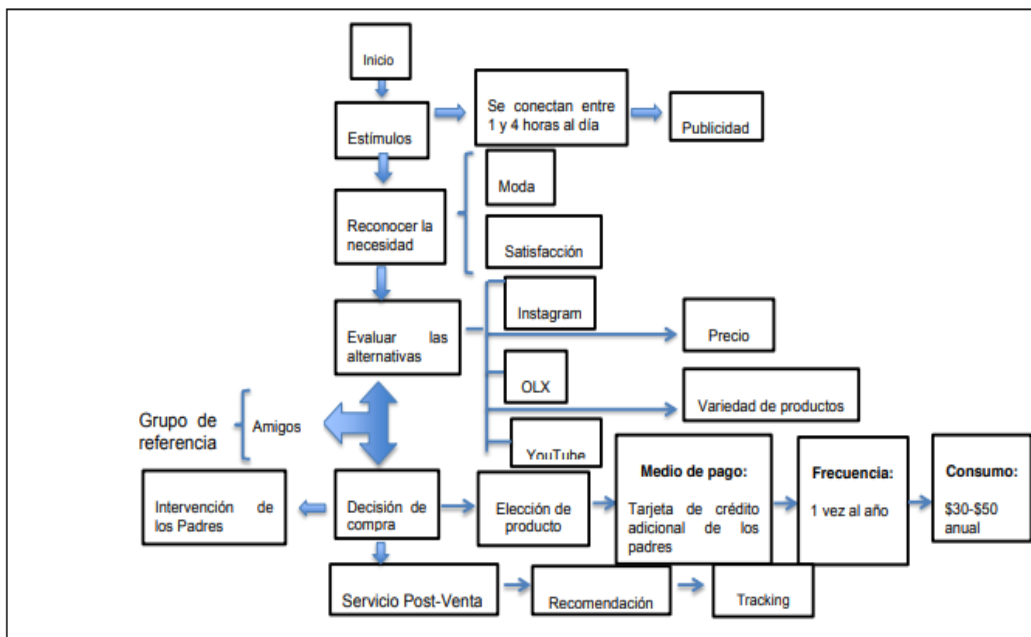 Inicio
Estímulos
Se conectan entre
1 y 4 horas al día
Publicidad
Moda
Reconocer la
necesidad
Satisfacción
Instagram
Evaluar las
alternativas
Precio
OLX
Variedad de productos
Grupo de
referencia
Amigos
YouTube
Intervención de
los Padres
Decisión de
compra
Elección de
producto
Medio de pago:
Tarjeta de crédito
adicional de los
padres
Frecuencia:
1 vez al año
Consumo:
$30-$50
anual
Servicio Post-Venta
Recomendación
Tracking